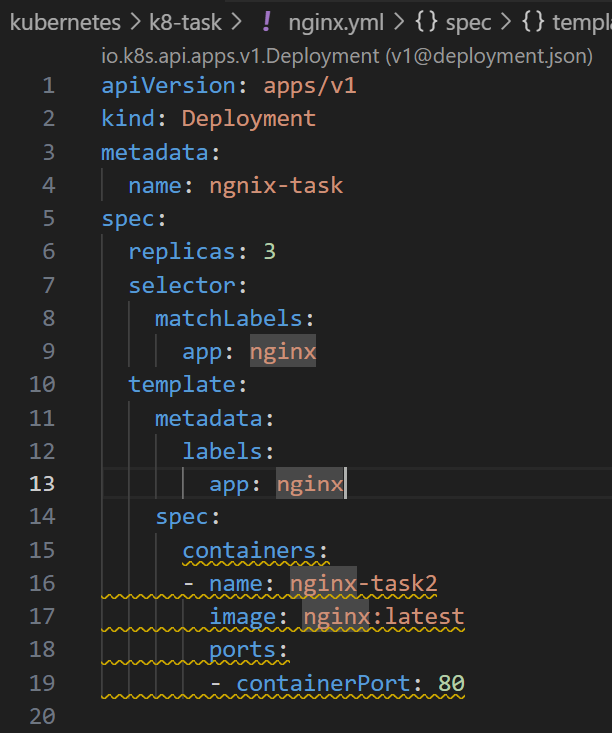 kubernetes > k8-task > ! nginx.yml > {} spec > {} templa
io.k8s.api.apps.v1.Deployment (v1@deployment.json)
1 apiVersion: apps/v1
2 kind: Deployment
3 metadata:
4   name: ngnix-task
5 spec:
6   replicas: 3
7   selector:
8     matchLabels:
9       app: nginx
10   template:
11     metadata:
12       labels:
13         app: nginx
14     spec:
15       containers:
16       - name: nginx-task2
17         image: nginx:latest
18         ports:
19         - containerPort: 80
20